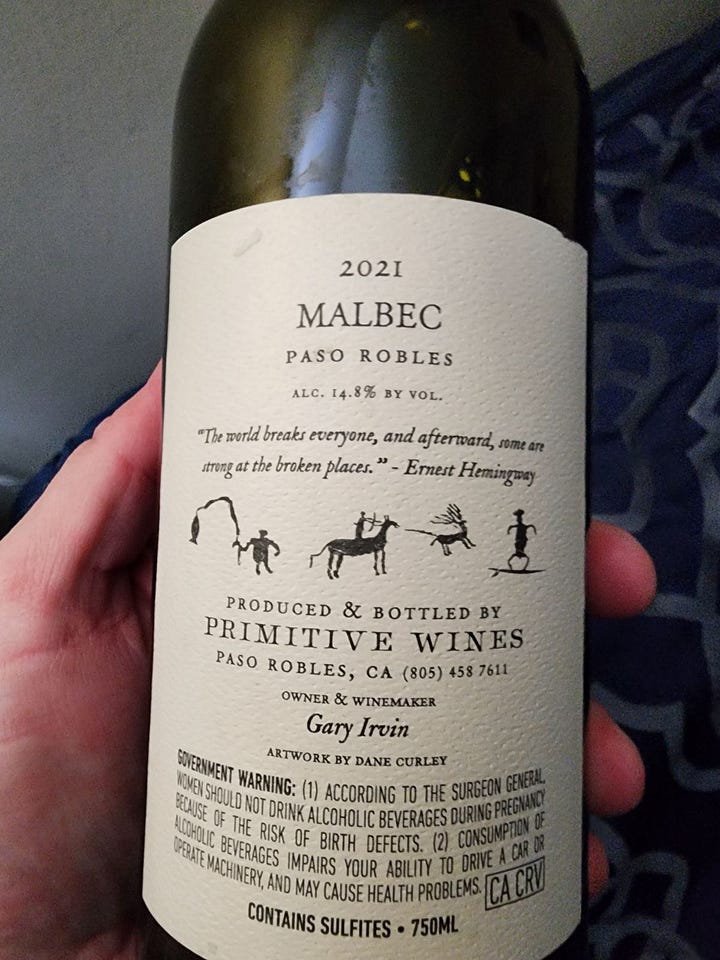 2021
MALBEC
PASO ROBLES
ALC. 14.8% BY VOL.
"The world breaks everyone, and afterward, some are
strong at the broken places." - Ernest Hemingway
PRODUCED & BOTTLED BY
PRIMITIVE WINES
PASO ROBLES, CA (805) 458 7611
OWNER & WINEMAKER
Gary Irvin
ARTWORK BY DANE CURLEY
GOVERNMENT WARNING: (1) ACCORDING TO THE SURGEON GENERAL,
WOMEN SHOULD NOT DRINK ALCOHOLIC BEVERAGES DURING PREGNANCY
BECAUSE OF THE RISK OF BIRTH DEFECTS. (2) CONSUMPTION OF
ALCOHOLIC BEVERAGES IMPAIRS YOUR ABILITY TO DRIVE A CAR OR
OPERATE MACHINERY, AND MAY CAUSE HEALTH PROBLEMS. CA CRV
CONTAINS SULFITES • 750ML